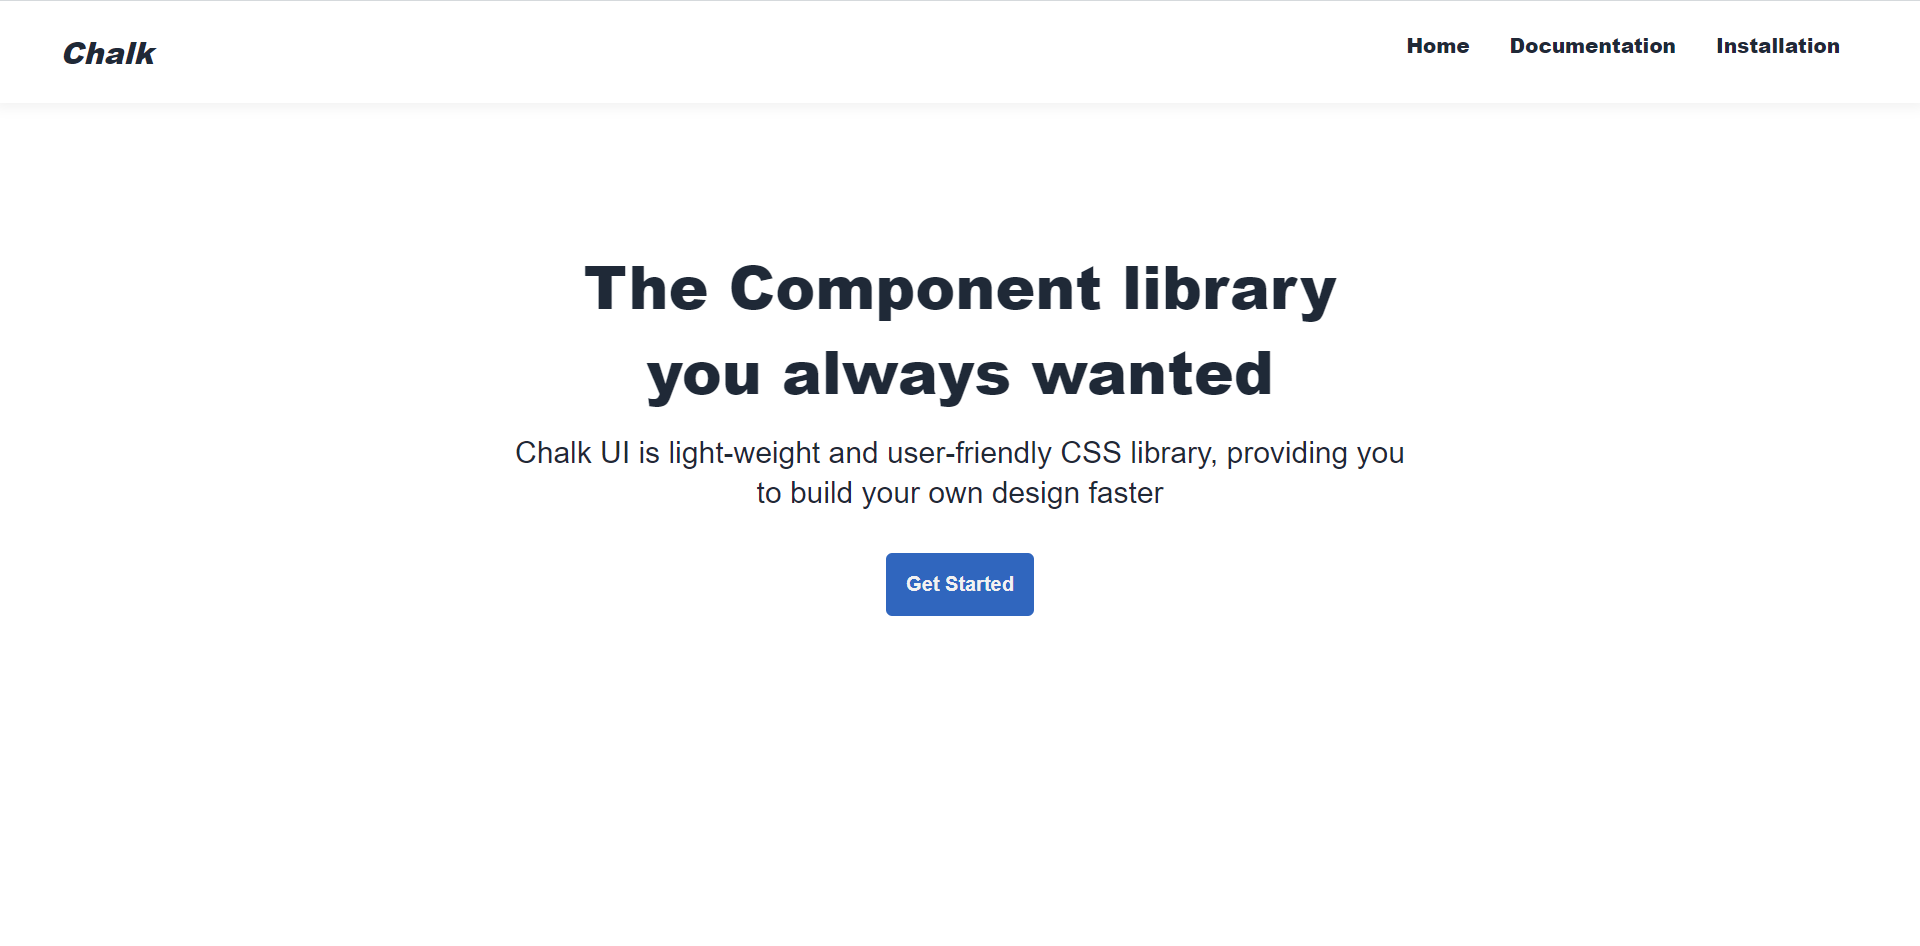 Chalk
Home Documentation Installation
The Component library
you always wanted
Chalk UI is light-weight and user-friendly CSS library, providing you
to build your own design faster
Get Started